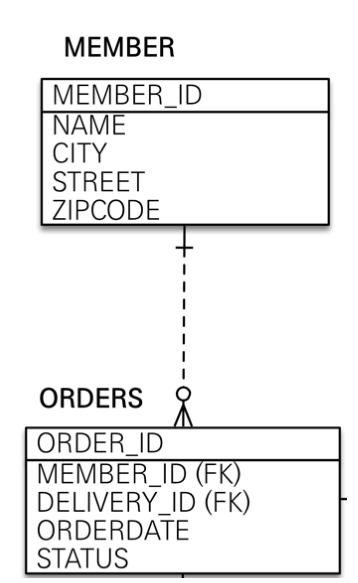 MEMBER
MEMBER_ID
NAME
CITY
STREET
ZIPCODE
ORDERS
ORDER_ID
MEMBER_ID (FK)
DELIVERY_ID (FK)
ORDERDATE
STATUS